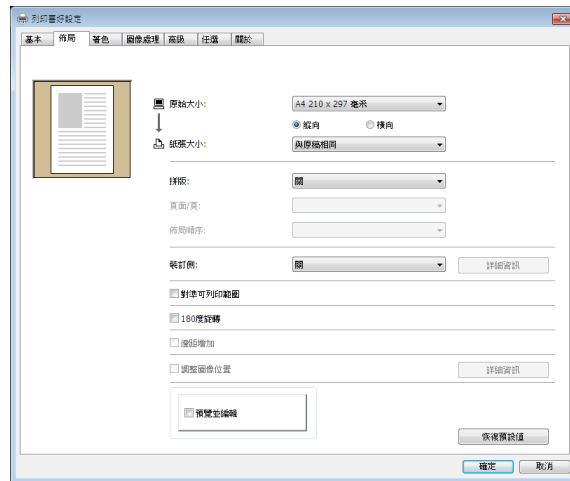 列印喜好設定
基本 佈局 著色 圖像處理 高級 任選 關於
原始大小: A4 210 x 297 毫米
縱向 橫向
紙張大小: 與原稿相同
拼版: 關
頁面/頁:
佈局順序:
裝訂側: 關 詳細資訊
對準可列印範圍
180度旋轉
邊距增加
調整圖像位置 詳細資訊
預覽並編輯
恢復預設值
確定 取消